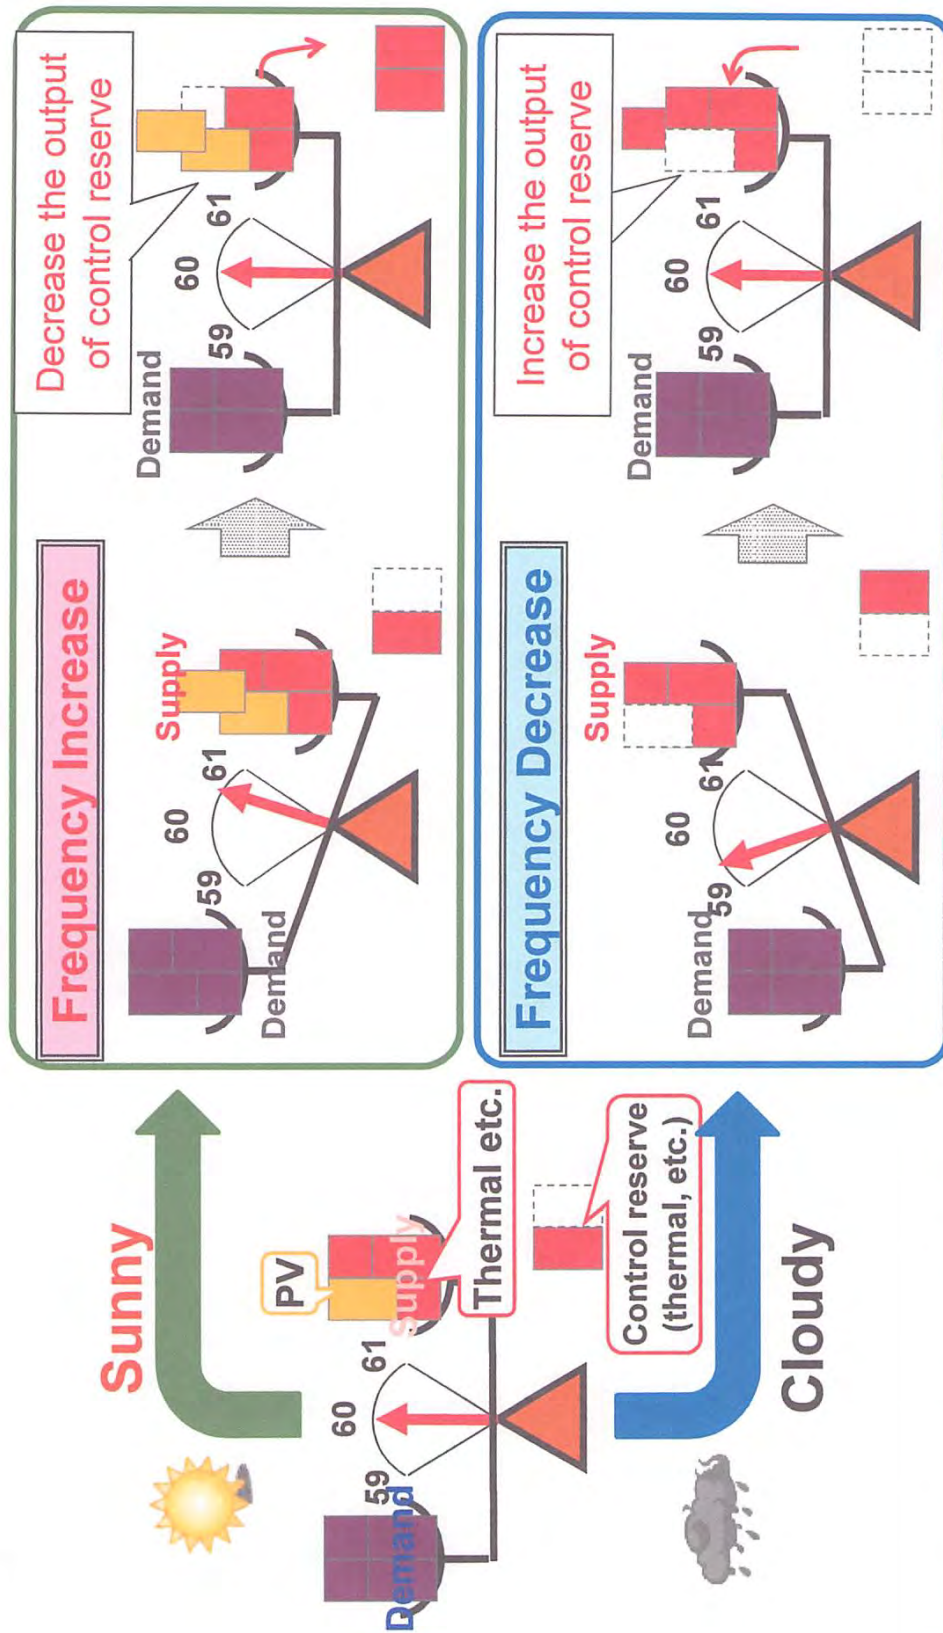 Sunny
59
60
61
Demand
PV
Supply
Thermal etc.
Control reserve
(thermal, etc.)
Cloudy
Frequency Increase
59
60
61
Demand
Supply
Decrease the output
of control reserve
Demand
59
60
61
Frequency Decrease
Demand
59
60
61
Supply
Increase the output
of control reserve
Demand
59
60
61